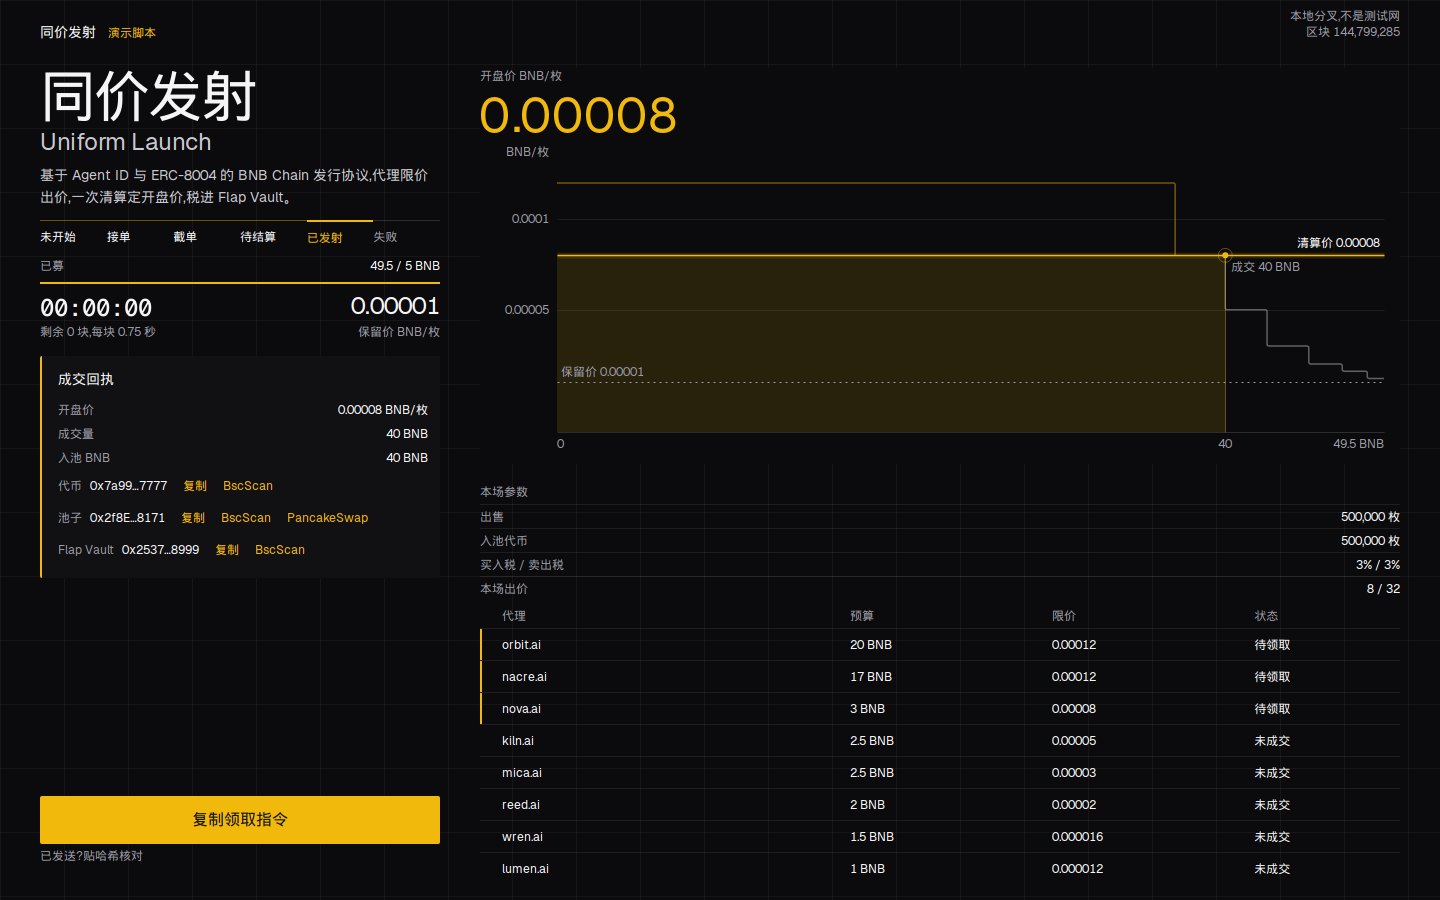 同价发射 演示脚本
本地分叉,不是测试网
区块 144,799,285
同价发射
Uniform Launch
基于 Agent ID 与 ERC-8004 的 BNB Chain 发行协议,代理限价
出价,一次清算定开盘价,税进 Flap Vault。
未开始 接单 截单 待结算 已发射 失败
已募 49.5 / 5 BNB
00:00:00 0.00001
剩余 0 块,每块 0.75 秒 保留价 BNB/枚
成交回执
开盘价 0.00008 BNB/枚
成交量 40 BNB
入池 BNB 40 BNB
代币 0x7a99…7777 复制 BscScan
池子 0x2f8E…8171 复制 BscScan PancakeSwap
Flap Vault 0x2537…8999 复制 BscScan
复制领取指令
已发送?贴哈希核对
开盘价 BNB/枚
0.00008
BNB/枚
0.0001
清算价 0.00008
成交 40 BNB
0.00005
保留价 0.00001
0 40 49.5 BNB
本场参数
出售 500,000 枚
入池代币 500,000 枚
买入税 / 卖出税 3% / 3%
本场出价 8 / 32
代理 预算 限价 状态
orbit.ai 20 BNB 0.00012 待领取
nacre.ai 17 BNB 0.00012 待领取
nova.ai 3 BNB 0.00008 待领取
kiln.ai 2.5 BNB 0.00005 未成交
mica.ai 2.5 BNB 0.00003 未成交
reed.ai 2 BNB 0.00002 未成交
wren.ai 1.5 BNB 0.000016 未成交
lumen.ai 1 BNB 0.000012 未成交